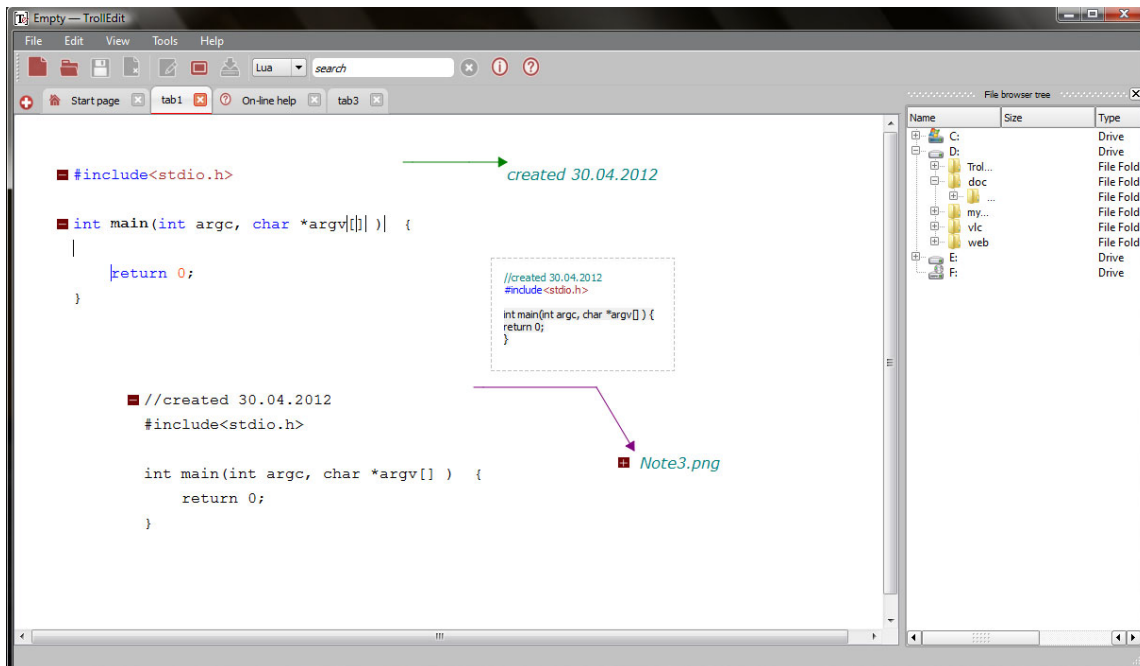 Empty — TrollEdit
File Edit View Tools Help
Lua search
Start page tab1 On-line help tab3
#include<stdio.h>
created 30.04.2012
int main(int argc, char *argv[] ) {
return 0;
}
//created 30.04.2012
#include<stdio.h>
int main(int argc, char *argv[] ) {
return 0;
}
//created 30.04.2012
#include<stdio.h>
Note3.png
int main(int argc, char *argv[] ) {
return 0;
}
File browser tree
Name Size Type
C: Drive
D: Drive
Trol... File Fold
doc File Fold
... File Fold
my... File Fold
vlc File Fold
web File Fold
E: Drive
F: Drive